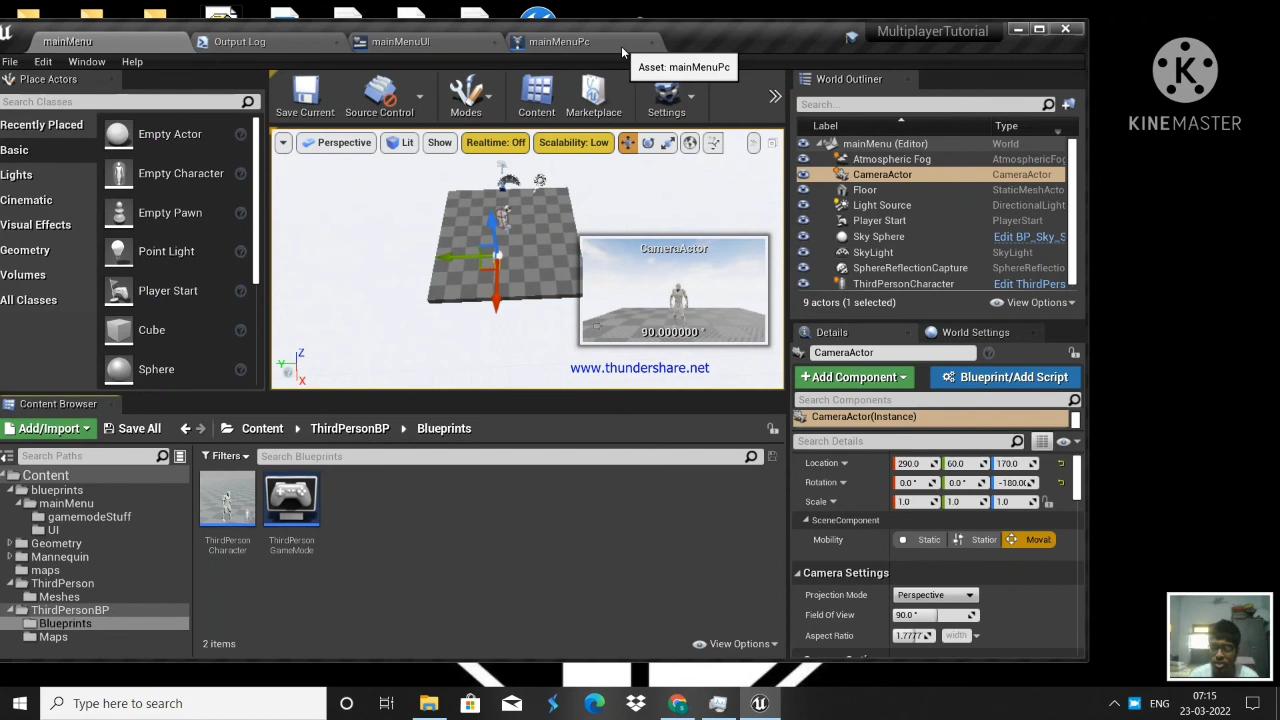 mainMenu
Output Log
mainMenuUI
mainMenuPc
MultiplayerTutorial
File Edit Window Help
Asset: mainMenuPc
Place Actors
Search Classes
Recently Placed
Basic
Lights
Cinematic
Visual Effects
Geometry
Volumes
All Classes
Empty Actor
Empty Character
Empty Pawn
Point Light
Player Start
Cube
Sphere
Save Current
Source Control
Modes
Content
Marketplace
Settings
Perspective
Lit
Show
Realtime: Off
Scalability: Low
CameraActor
90.000000 °
www.thundershare.net
Z
Y
X
World Outliner
Search...
Label Type
mainMenu (Editor) World
Atmospheric Fog AtmosphericFog
CameraActor CameraActor
Floor StaticMeshActo
Light Source DirectionalLight
Player Start PlayerStart
Sky Sphere Edit BP_Sky_S
SkyLight SkyLight
SphereReflectionCapture SphereReflectio
ThirdPersonCharacter Edit ThirdPers
9 actors (1 selected)
View Options
Details
World Settings
CameraActor
+Add Component
Blueprint/Add Script
Search Components
CameraActor(Instance)
Search Details
Location 290.0 60.0 170.0
Rotation 0.0 ° 0.0 ° -180.0(
Scale 1.0 1.0 1.0
SceneComponent
Mobility Static Station Movabl
Camera Settings
Projection Mode Perspective
Field Of View 90.0 °
Aspect Ratio 1.7777 width
Content Browser
Add/Import
Save All
Content ThirdPersonBP Blueprints
Search Paths
Filters
Search Blueprints
Content
blueprints
mainMenu
gamemodeStuff
UI
Geometry
Mannequin
maps
ThirdPerson
Meshes
ThirdPersonBP
Blueprints
Maps
ThirdPerson
Character
ThirdPerson
GameMode
2 items
View Options
K
KINEMASTER
Type here to search
ENG
07:15
23-03-2022